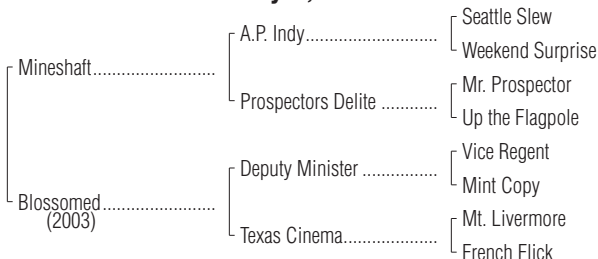 Seattle Slew
A.P. Indy..............................
Weekend Surprise
Mineshaft..........................
Mr. Prospector
Prospectors Delite ............
Up the Flagpole
Vice Regent
Deputy Minister ................
Mint Copy
Blossomed........................
(2003)
Mt. Livermore
Texas Cinema....................
French Flick